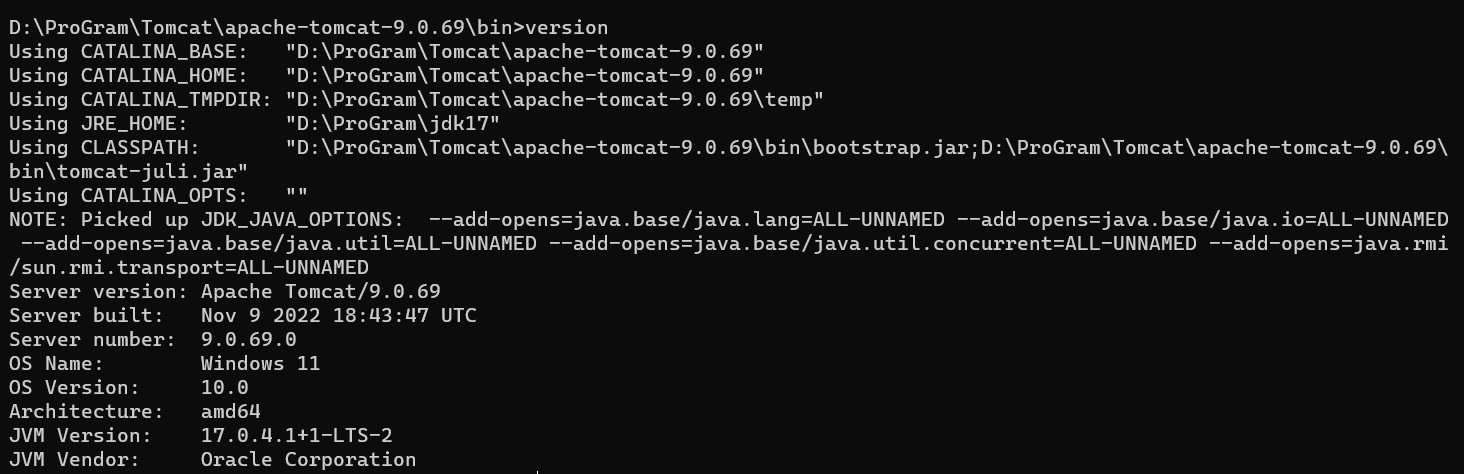 D:\ProGram\Tomcat\apache-tomcat-9.0.69\bin>version
Using CATALINA_BASE:   "D:\ProGram\Tomcat\apache-tomcat-9.0.69"
Using CATALINA_HOME:   "D:\ProGram\Tomcat\apache-tomcat-9.0.69"
Using CATALINA_TMPDIR: "D:\ProGram\Tomcat\apache-tomcat-9.0.69\temp"
Using JRE_HOME:        "D:\ProGram\jdk17"
Using CLASSPATH:       "D:\ProGram\Tomcat\apache-tomcat-9.0.69\bin\bootstrap.jar;D:\ProGram\Tomcat\apache-tomcat-9.0.69\
bin\tomcat-juli.jar"
Using CATALINA_OPTS:   ""
NOTE: Picked up JDK_JAVA_OPTIONS:  --add-opens=java.base/java.lang=ALL-UNNAMED --add-opens=java.base/java.io=ALL-UNNAMED
 --add-opens=java.base/java.util=ALL-UNNAMED --add-opens=java.base/java.util.concurrent=ALL-UNNAMED --add-opens=java.rmi
/sun.rmi.transport=ALL-UNNAMED
Server version: Apache Tomcat/9.0.69
Server built:   Nov 9 2022 18:43:47 UTC
Server number:  9.0.69.0
OS Name:        Windows 11
OS Version:     10.0
Architecture:   amd64
JVM Version:    17.0.4.1+1-LTS-2
JVM Vendor:     Oracle Corporation